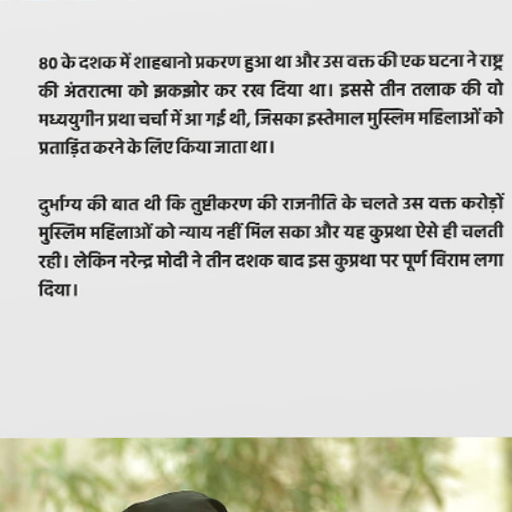 80 के दशक में शाहबानो प्रकरण हुआ था और उस वक्त की एक घटना ने राष्ट्र
की अंतरात्मा को झकझोर कर रख दिया था। इससे तीन तलाक की वो
मध्ययुगीन प्रथा चर्चा में आ गई थी, जिसका इस्तेमाल मुस्लिम महिलाओं को
प्रताड़ित करने के लिए किया जाता था।
दुर्भाग्य की बात थी कि तुष्टीकरण की राजनीति के चलते उस वक्त करोड़ों
मुस्लिम महिलाओं को न्याय नहीं मिल सका और यह कुप्रथा ऐसे ही चलती
रही। लेकिन नरेन्द्र मोदी ने तीन दशक बाद इस कुप्रथा पर पूर्ण विराम लगा
दिया।